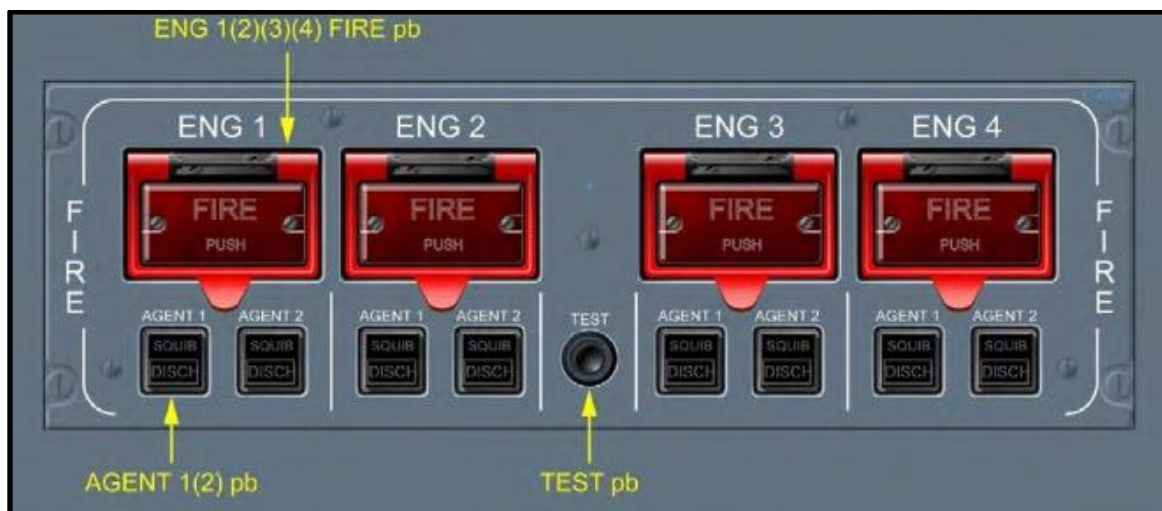 ENG 1(2)(3)(4) FIRE pb
ENG 1 ENG 2 ENG 3 ENG 4
FIRE FIRE FIRE FIRE
PUSH PUSH PUSH PUSH
FIRE FIRE
AGENT 1 AGENT 2 AGENT 1 AGENT 2 TEST AGENT 1 AGENT 2 AGENT 1 AGENT 2
SQUIB SQUIB SQUIB SQUIB SQUIB SQUIB SQUIB SQUIB
DISCH DISCH DISCH DISCH DISCH DISCH DISCH DISCH
AGENT 1(2) pb TEST pb